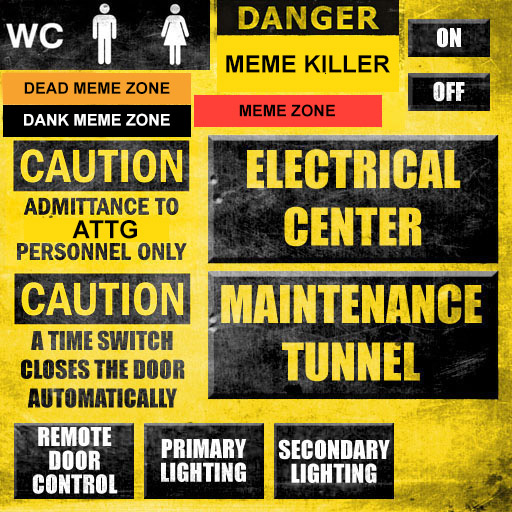 WC
DANGER
MEME KILLER
ON
OFF
DEAD MEME ZONE
DANK MEME ZONE
MEME ZONE
CAUTION
ADMITTANCE TO
ATTG
PERSONNEL ONLY
ELECTRICAL
CENTER
CAUTION
A TIME SWITCH
CLOSES THE DOOR
AUTOMATICALLY
MAINTENANCE
TUNNEL
REMOTE
DOOR
CONTROL
PRIMARY
LIGHTING
SECONDARY
LIGHTING